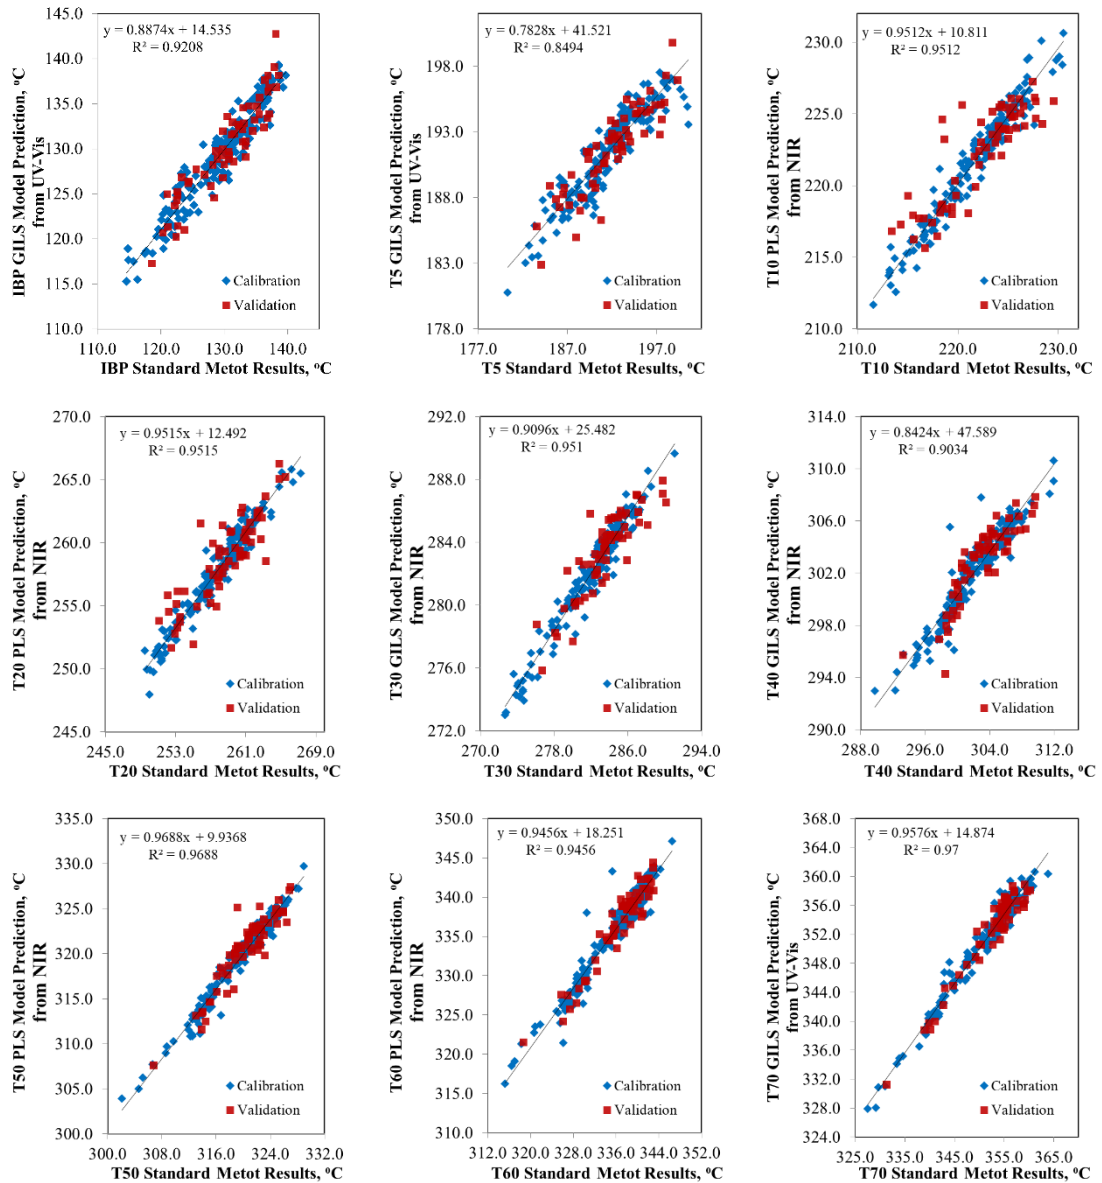 145.0
140.0
135.0
130.0
125.0
120.0
115.0
110.0
y = 0.8874x + 14.535
R² = 0.9208
IBP GILS Model Prediction, ºC
from UV-Vis
Calibration
Validation
110.0 120.0 130.0 140.0
IBP Standard Metot Results, ºC
198.0
193.0
188.0
183.0
178.0
y = 0.7828x + 41.521
R² = 0.8494
T5 GILS Model Prediction, ºC
from UV-Vis
Calibration
Validation
177.0 187.0 197.0
T5 Standard Metot Results, ºC
230.0
225.0
220.0
215.0
210.0
y = 0.9512x + 10.811
R² = 0.9512
T10 PLS Model Prediction, ºC
from NIR
Calibration
Validation
210.0 220.0 230.0
T10 Standard Metot Results, ºC
270.0
265.0
260.0
255.0
250.0
245.0
y = 0.9515x + 12.492
R² = 0.9515
T20 PLS Model Prediction, ºC
from NIR
Calibration
Validation
245.0 253.0 261.0 269.0
T20 Standard Metot Results, ºC
292.0
288.0
284.0
280.0
276.0
272.0
y = 0.9096x + 25.482
R² = 0.951
T30 GILS Model Prediction, ºC
from NIR
Calibration
Validation
270.0 278.0 286.0 294.0
T30 Standard Metot Results, ºC
314.0
310.0
306.0
302.0
298.0
294.0
290.0
y = 0.8424x + 47.589
R² = 0.9034
T40 GILS Model Prediction, ºC
from NIR
Calibration
Validation
288.0 296.0 304.0 312.0
T40 Standard Metot Results, ºC
335.0
330.0
325.0
320.0
315.0
310.0
305.0
300.0
y = 0.9688x + 9.9368
R² = 0.9688
T50 PLS Model Prediction, ºC
from NIR
Calibration
Validation
300.0 308.0 316.0 324.0 332.0
T50 Standard Metot Results, ºC
350.0
345.0
340.0
335.0
330.0
325.0
320.0
315.0
310.0
y = 0.9456x + 18.251
R² = 0.9456
T60 PLS Model Prediction, ºC
from NIR
Calibration
Validation
312.0 320.0 328.0 336.0 344.0 352.0
T60 Standard Metot Results, ºC
368.0
364.0
360.0
356.0
352.0
348.0
344.0
340.0
336.0
332.0
328.0
324.0
y = 0.9576x + 14.874
R² = 0.97
T70 GILS Model Prediction, ºC
from UV-Vis
Calibration
Validation
325.0 335.0 345.0 355.0 365.0
T70 Standard Metot Results, ºC